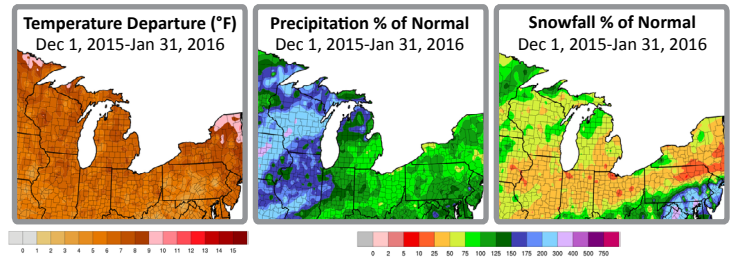 Temperature Departure (°F)
Dec 1, 2015-Jan 31, 2016
Precipitation % of Normal
Dec 1, 2015-Jan 31, 2016
Snowfall % of Normal
Dec 1, 2015-Jan 31, 2016
0 1 2 3 4 5 6 7 8 9 10 11 12 13 14 15
0 2 5 10 25 50 75 100 125 150 175 200 300 400 500 750